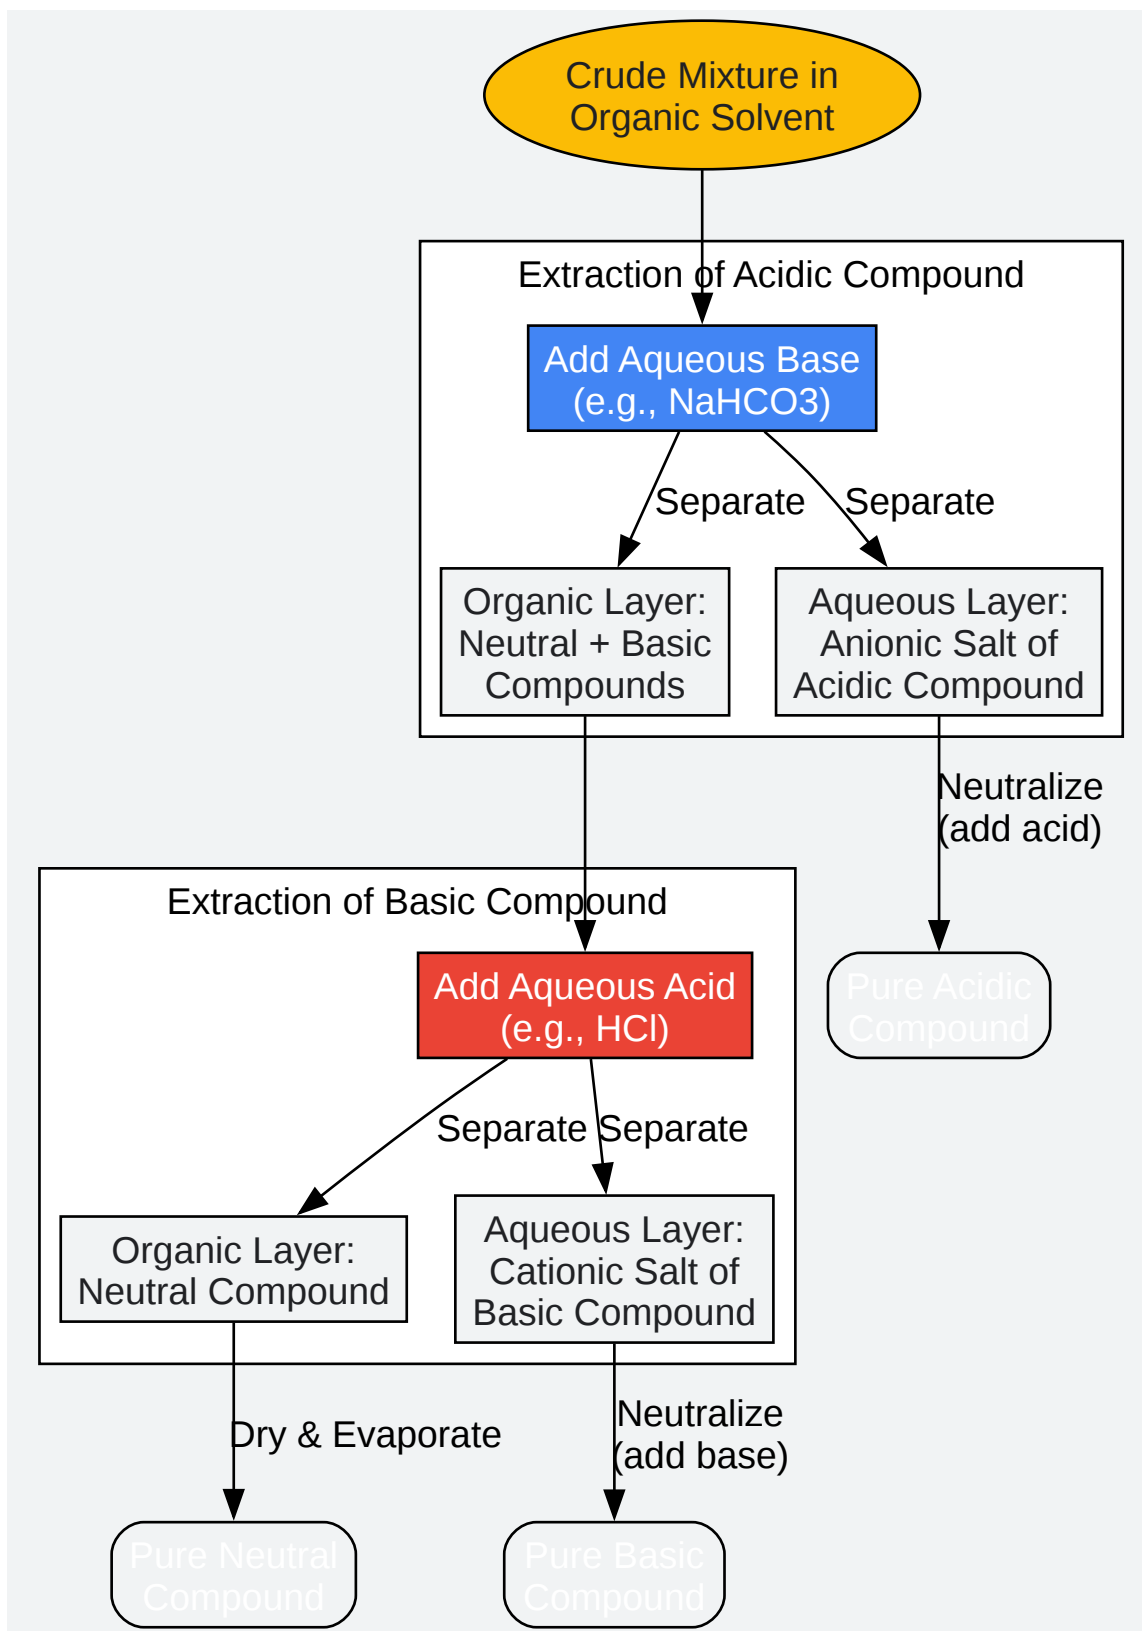 Crude Mixture in
Organic Solvent
Extraction of Acidic Compound
Add Aqueous Base
(e.g., NaHCO3)
Separate
Separate
Organic Layer:
Neutral + Basic
Compounds
Aqueous Layer:
Anionic Salt of
Acidic Compound
Neutralize
(add acid)
Extraction of Basic Compound
Add Aqueous Acid
(e.g., HCl)
Pure Acidic
Compound
Separate
Separate
Organic Layer:
Neutral Compound
Aqueous Layer:
Cationic Salt of
Basic Compound
Dry & Evaporate
Neutralize
(add base)
Pure Neutral
Compound
Pure Basic
Compound